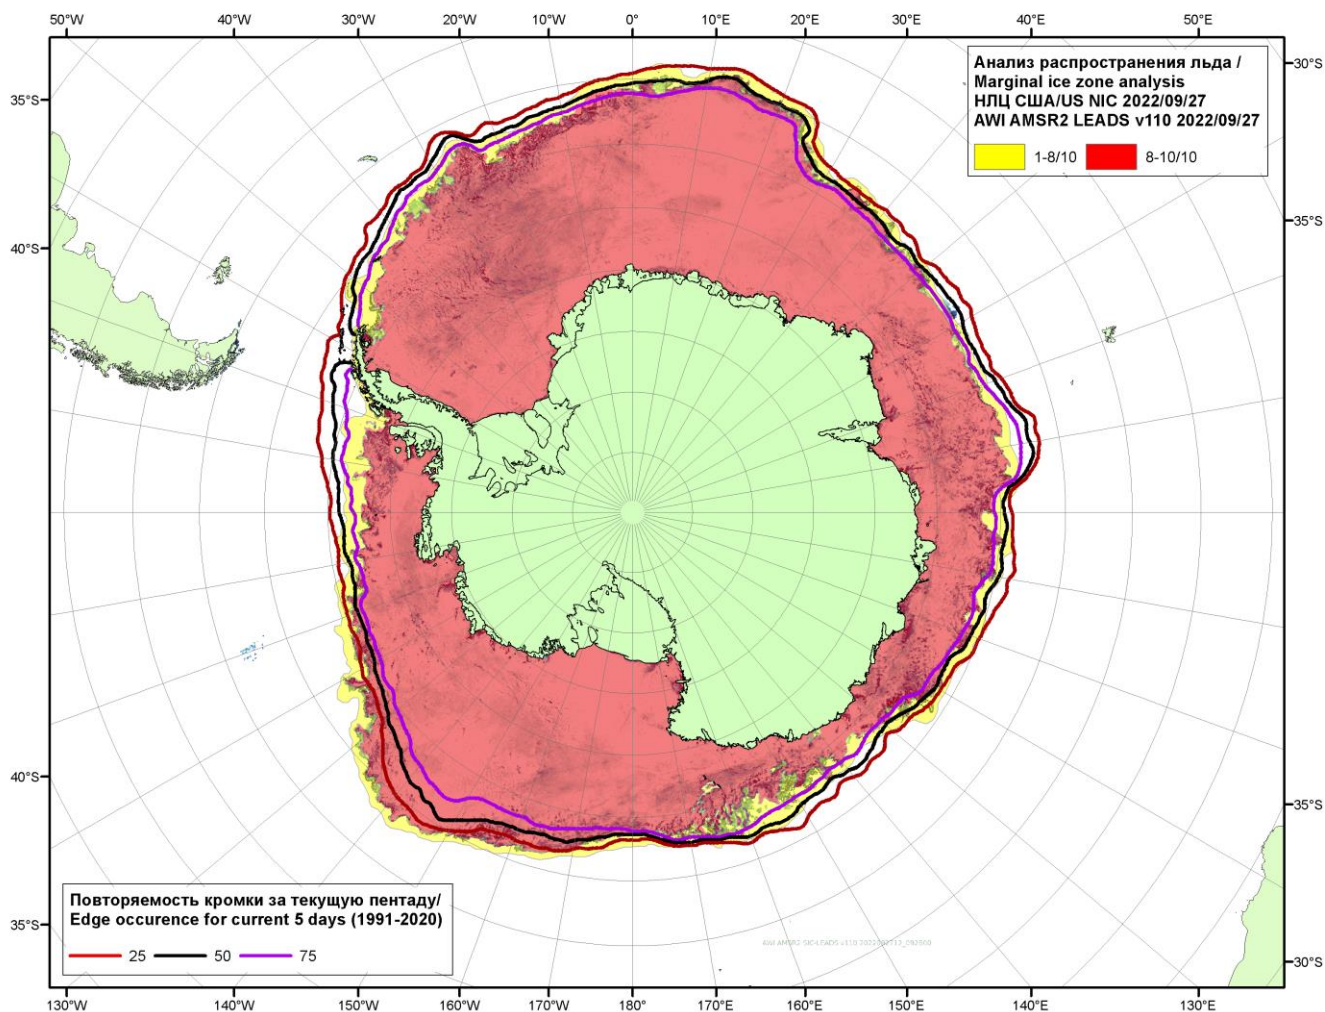 50°W 40°W 30°W 20°W 10°W 0° 10°E 20°E 30°E 40°E 50°E
Анализ распространения льда /
Marginal ice zone analysis
НЛЦ США/US NIC 2022/09/27
AWI AMSR2 LEADS v110 2022/09/27
1-8/10 8-10/10
30°S
35°S
35°S
40°S
40°S
35°S
35°S
30°S
Повторяемость кромки за текущую пентаду/
Edge occurence for current 5 days (1991-2020)
25 50 75
130°W 140°W 150°W 160°W 170°W 180° 170°E 160°E 150°E 140°E 130°E